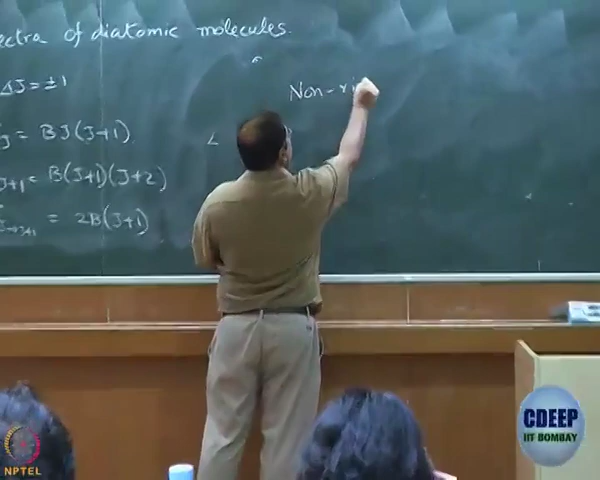 ectra of diatomic molecules.
ΔJ = ±1
Non-ri
J = BJ(J+1)
J+1 = B(J+1)(J+2)
J→J+1 = 2B(J+1)
CDEEP
IIT BOMBAY
NPTEL